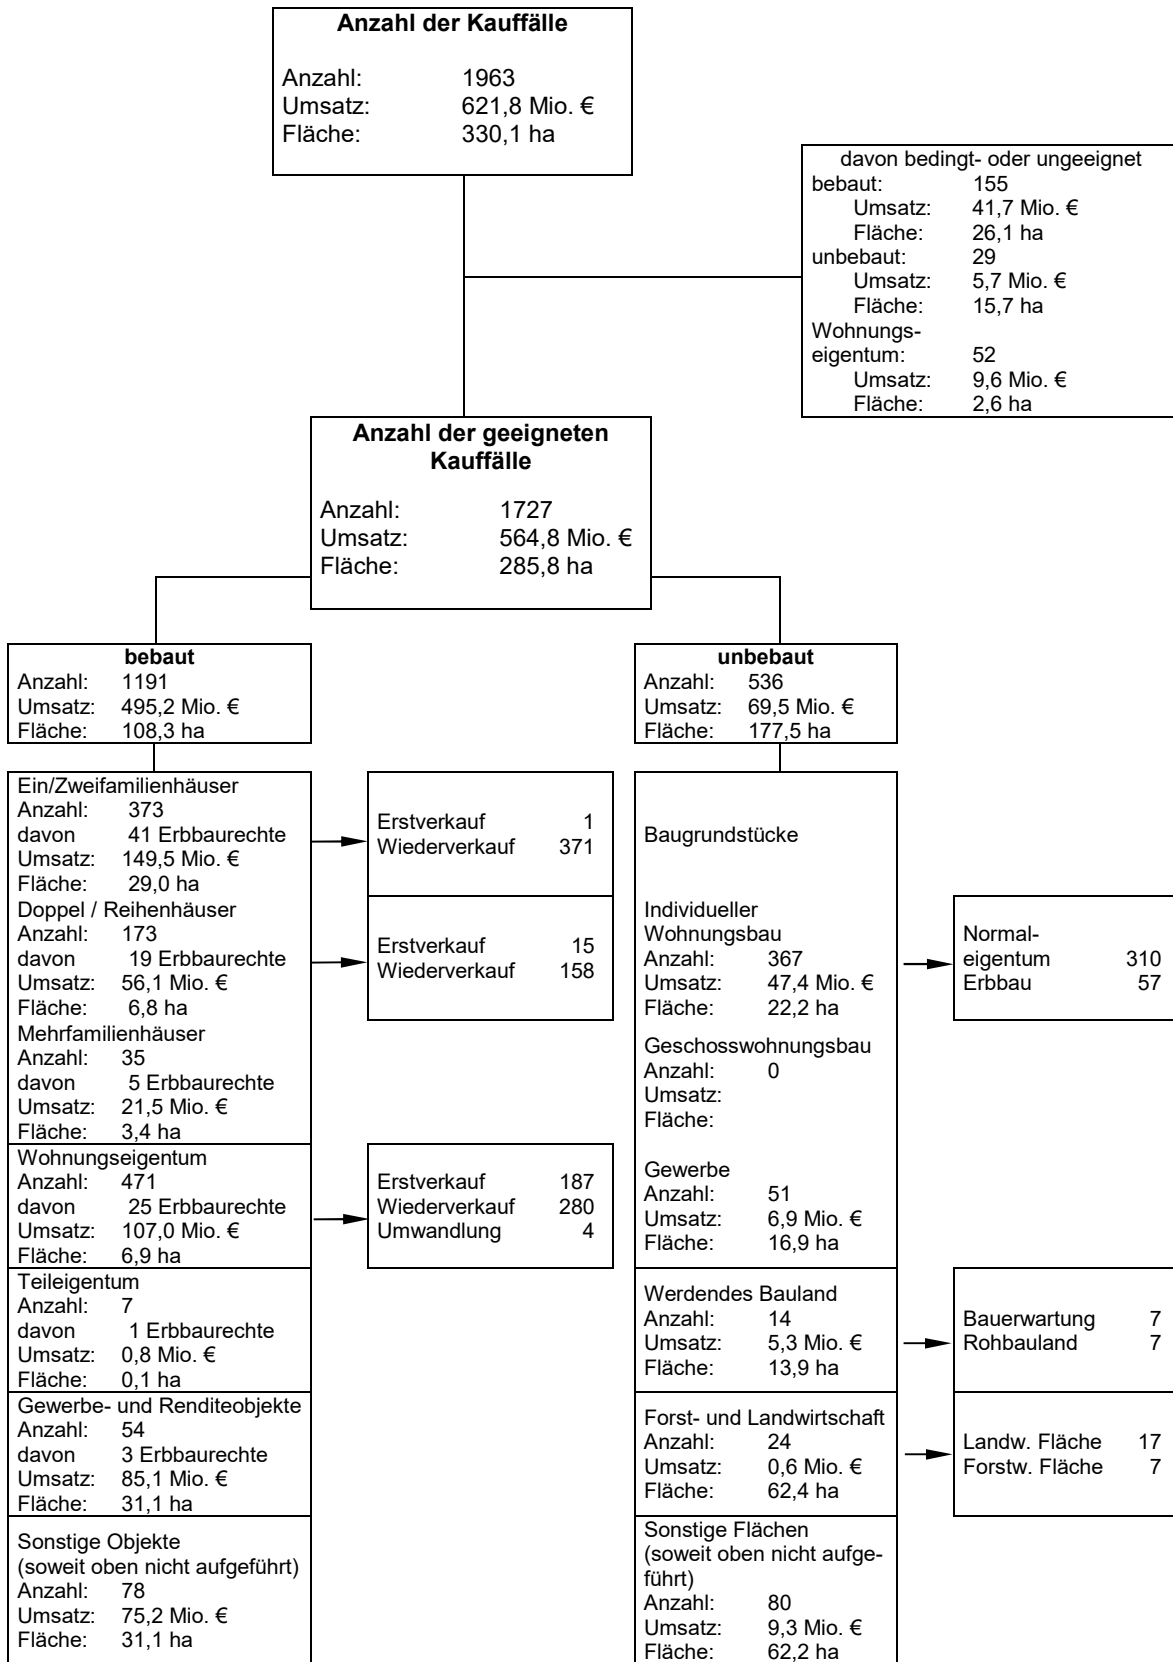 Anzahl der Kauffälle
Anzahl: 1963
Umsatz: 621,8 Mio. €
Fläche: 330,1 ha
davon bedingt- oder ungeeignet
bebaut: 155
Umsatz: 41,7 Mio. €
Fläche: 26,1 ha
unbebaut: 29
Umsatz: 5,7 Mio. €
Fläche: 15,7 ha
Wohnungs-
eigentum: 52
Umsatz: 9,6 Mio. €
Fläche: 2,6 ha
Anzahl der geeigneten
Kauffälle
Anzahl: 1727
Umsatz: 564,8 Mio. €
Fläche: 285,8 ha
bebaut
Anzahl: 1191
Umsatz: 495,2 Mio. €
Fläche: 108,3 ha
Ein/Zweifamilienhäuser
Anzahl: 373
davon 41 Erbbaurechte
Umsatz: 149,5 Mio. €
Fläche: 29,0 ha
Erstverkauf 1
Wiederverkauf 371
Doppel / Reihenhäuser
Anzahl: 173
davon 19 Erbbaurechte
Umsatz: 56,1 Mio. €
Fläche: 6,8 ha
Erstverkauf 15
Wiederverkauf 158
Mehrfamilienhäuser
Anzahl: 35
davon 5 Erbbaurechte
Umsatz: 21,5 Mio. €
Fläche: 3,4 ha
Wohnungseigentum
Anzahl: 471
davon 25 Erbbaurechte
Umsatz: 107,0 Mio. €
Fläche: 6,9 ha
Erstverkauf 187
Wiederverkauf 280
Umwandlung 4
Teileigentum
Anzahl: 7
davon 1 Erbbaurechte
Umsatz: 0,8 Mio. €
Fläche: 0,1 ha
Gewerbe- und Renditeobjekte
Anzahl: 54
davon 3 Erbbaurechte
Umsatz: 85,1 Mio. €
Fläche: 31,1 ha
Sonstige Objekte
(soweit oben nicht aufgeführt)
Anzahl: 78
Umsatz: 75,2 Mio. €
Fläche: 31,1 ha
unbebaut
Anzahl: 536
Umsatz: 69,5 Mio. €
Fläche: 177,5 ha
Baugrundstücke
Individueller
Wohnungsbau
Anzahl: 367
Umsatz: 47,4 Mio. €
Fläche: 22,2 ha
Normal-
eigentum 310
Erbbau 57
Geschosswohnungsbau
Anzahl: 0
Umsatz:
Fläche:
Gewerbe
Anzahl: 51
Umsatz: 6,9 Mio. €
Fläche: 16,9 ha
Werdendes Bauland
Anzahl: 14
Umsatz: 5,3 Mio. €
Fläche: 13,9 ha
Bauerwartung 7
Rohbauland 7
Forst- und Landwirtschaft
Anzahl: 24
Umsatz: 0,6 Mio. €
Fläche: 62,4 ha
Landw. Fläche 17
Forstw. Fläche 7
Sonstige Flächen
(soweit oben nicht aufge-
führt)
Anzahl: 80
Umsatz: 9,3 Mio. €
Fläche: 62,2 ha